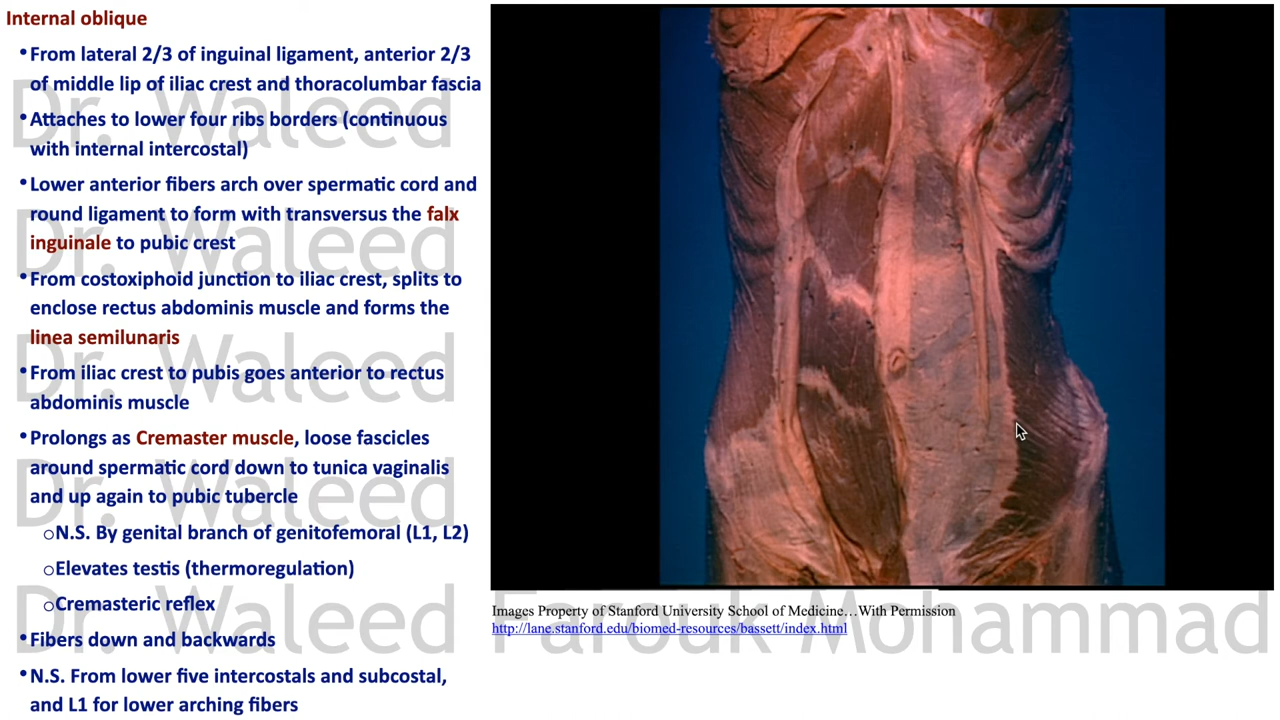 Internal oblique
•From lateral 2/3 of inguinal ligament, anterior 2/3
of middle lip of iliac crest and thoracolumbar fascia
•Attaches to lower four ribs borders (continuous
with internal intercostal)
•Lower anterior fibers arch over spermatic cord and
round ligament to form with transversus the falx
inguinale to pubic crest
•From costoxiphoid junction to iliac crest, splits to
enclose rectus abdominis muscle and forms the
linea semilunaris
•From iliac crest to pubis goes anterior to rectus
abdominis muscle
•Prolongs as Cremaster muscle, loose fascicles
around spermatic cord down to tunica vaginalis
and up again to pubic tubercle
oN.S. By genital branch of genitofemoral (L1, L2)
oElevates testis (thermoregulation)
oCremasteric reflex
•Fibers down and backwards
•N.S. From lower five intercostals and subcostal,
and L1 for lower arching fibers
Images Property of Stanford University School of Medicine…With Permission
http://lane.stanford.edu/biomed-resources/bassett/index.html
Dr. Waleed
Dr. Waleed
Dr. Waleed
Dr. Waleed
Dr. Waleed Farouk Mohammad